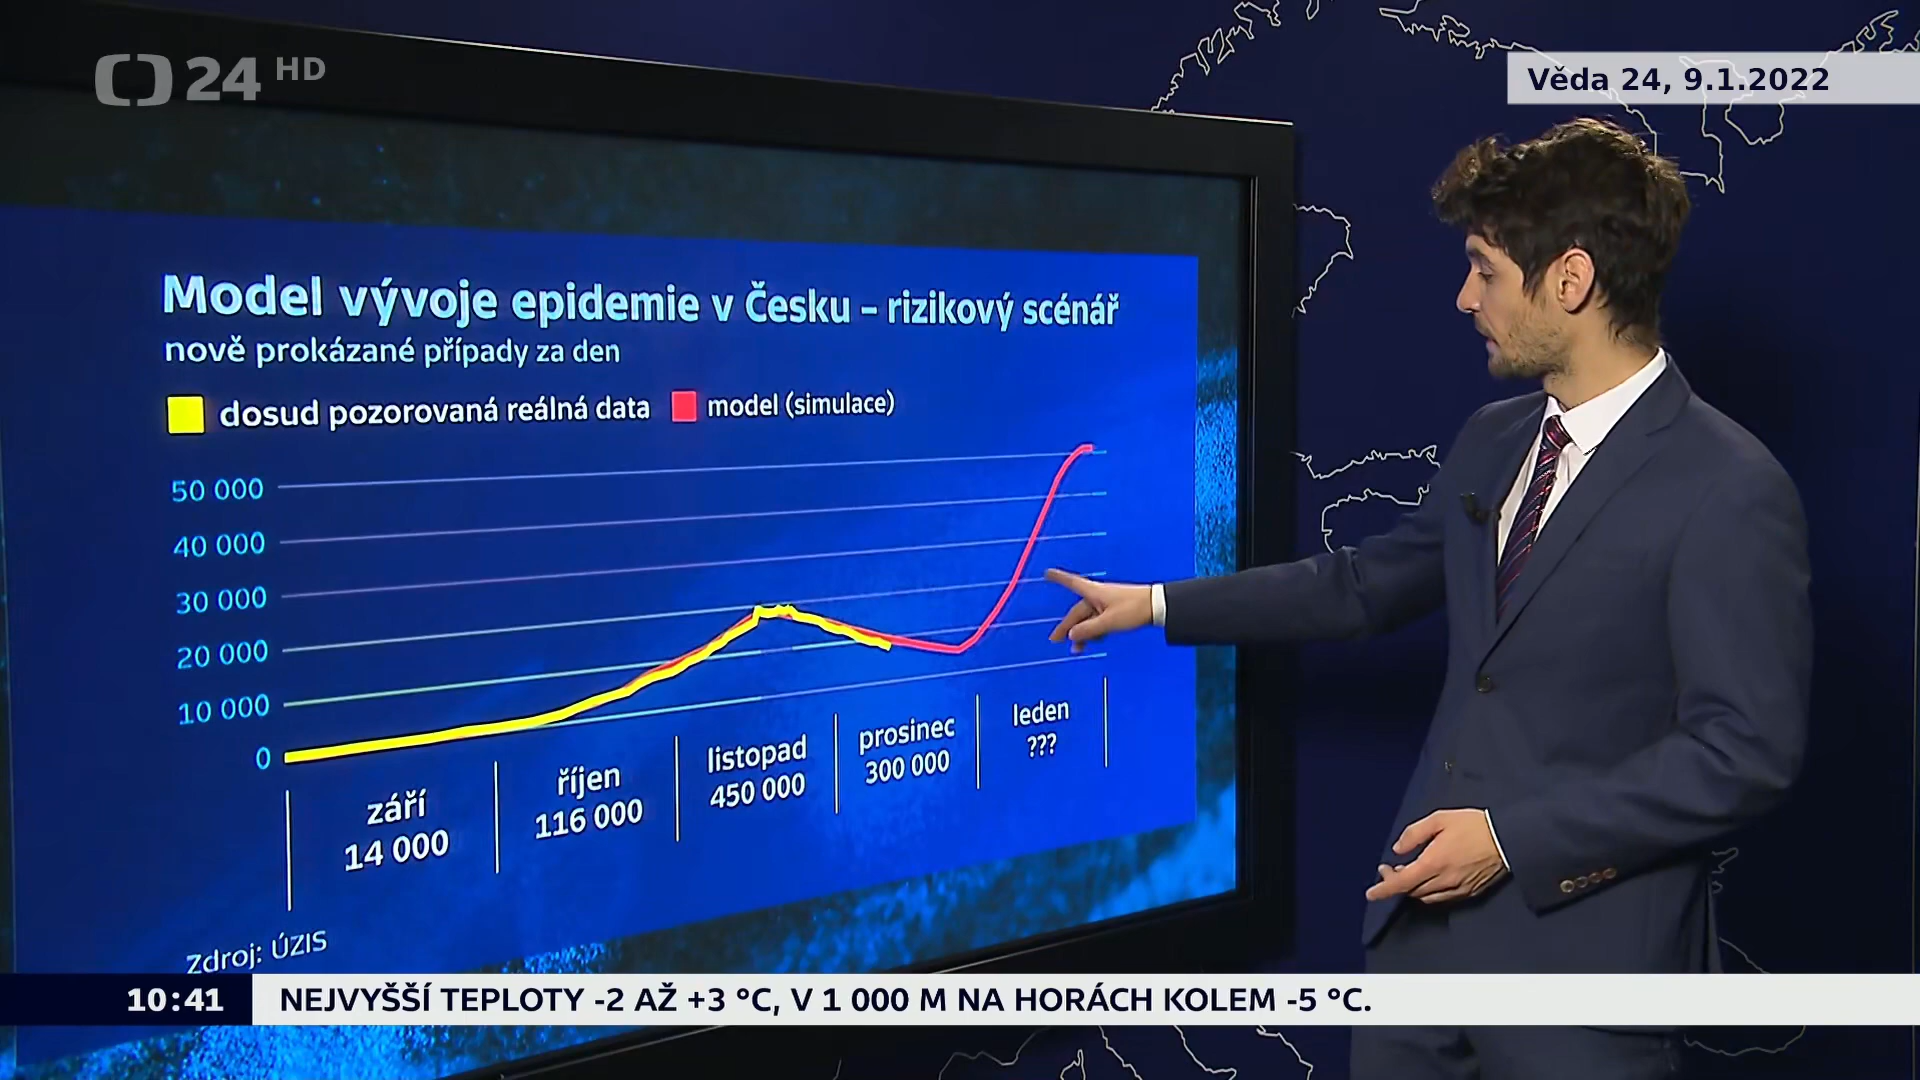 24 HD
Věda 24, 9.1.2022
Model vývoje epidemie v Česku – rizikový scénář
nově prokázané případy za den
dosud pozorovaná reálná data model (simulace)
50 000
40 000
30 000
20 000
10 000
0
září
14 000
říjen
116 000
listopad
450 000
prosinec
300 000
leden
???
Zdroj: ÚZIS
10:41 NEJVYŠŠÍ TEPLOTY -2 AŽ +3 °C, V 1 000 M NA HORÁCH KOLEM -5 °C.